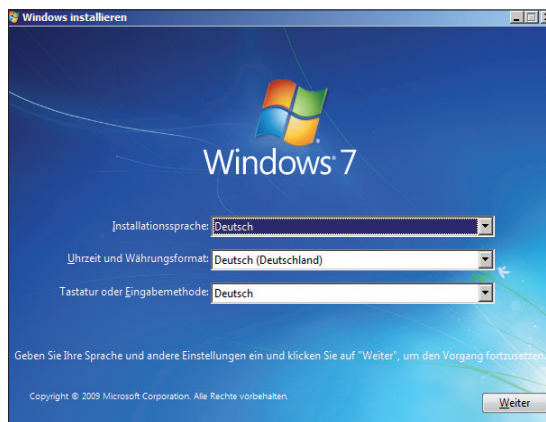 Windows installieren
Windows 7
Installationssprache: Deutsch
Uhrzeit und Währungsformat: Deutsch (Deutschland)
Tastatur oder Eingabemethode: Deutsch
Geben Sie Ihre Sprache und andere Einstellungen ein und klicken Sie auf "Weiter", um den Vorgang fortzusetzen.
Copyright © 2009 Microsoft Corporation. Alle Rechte vorbehalten.
Weiter